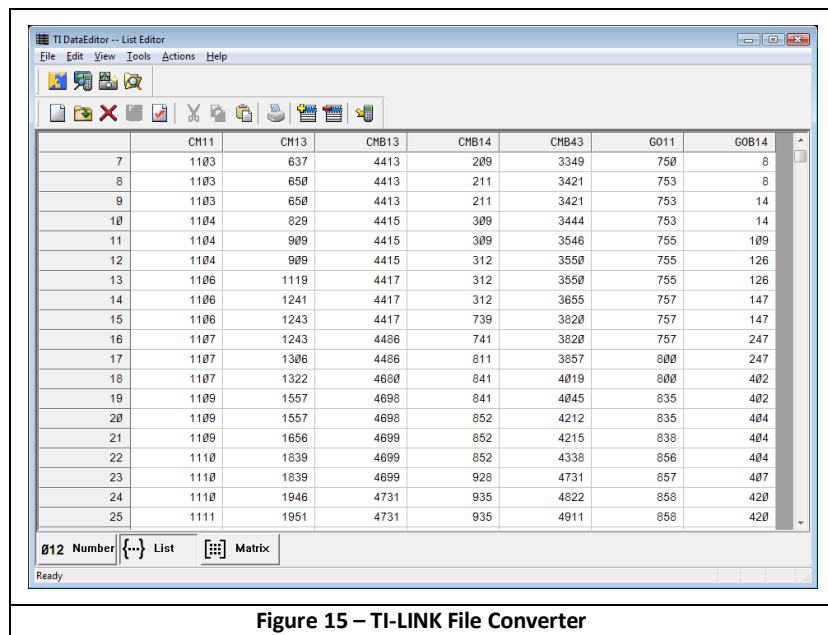 TI DataEditor -- List Editor
File Edit View Tools Actions Help
CM11 CM13 CMB13 CMB14 CMB43 GO11 GOB14
7 1103 637 4413 209 3349 750 8
8 1103 650 4413 211 3421 753 8
9 1103 650 4413 211 3421 753 14
10 1104 829 4415 309 3444 753 14
11 1104 909 4415 309 3546 755 109
12 1104 909 4415 312 3550 755 126
13 1106 1119 4417 312 3550 755 126
14 1106 1241 4417 312 3655 757 147
15 1106 1243 4417 739 3820 757 147
16 1107 1243 4486 741 3820 757 247
17 1107 1306 4486 811 3857 800 247
18 1107 1322 4680 841 4019 800 402
19 1109 1557 4698 841 4045 835 402
20 1109 1557 4698 852 4212 835 404
21 1109 1656 4699 852 4215 838 404
22 1110 1839 4699 852 4338 856 404
23 1110 1839 4699 928 4731 857 407
24 1110 1946 4731 935 4822 858 420
25 1111 1951 4731 935 4911 858 420
012 Number {···} List [⁝⁝⁝] Matrix
Ready
Figure 15 – TI-LINK File Converter